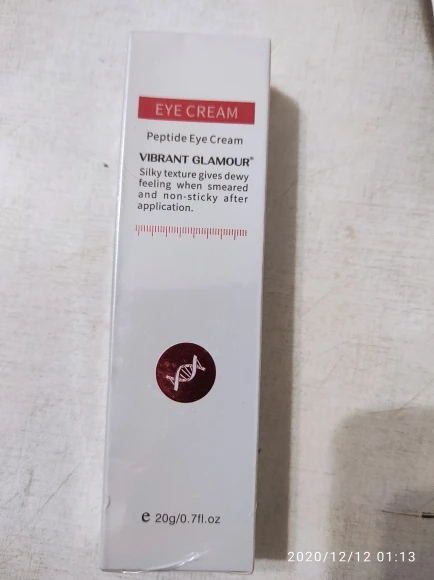 EYE CREAM
Peptide Eye Cream
VIBRANT GLAMOUR®
Silky texture gives dewy
feeling when smeared
and non-sticky after
application.
e 20g/0.7fl.oz
2020/12/12 01:13